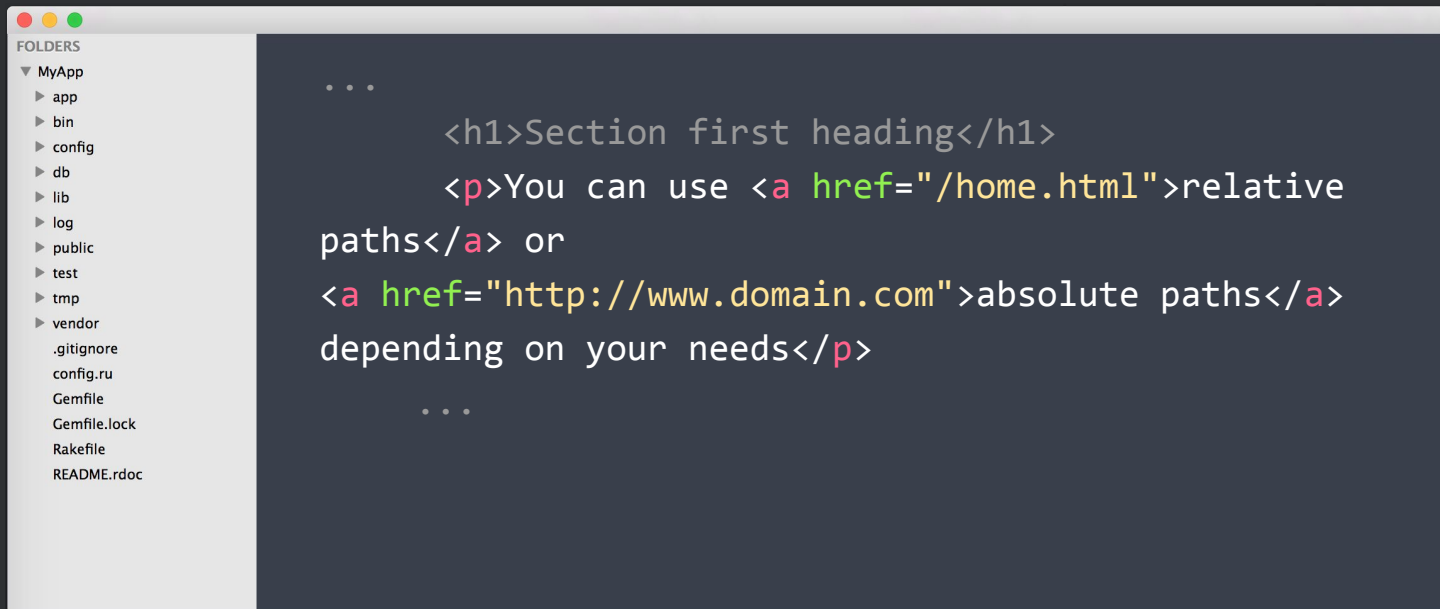 FOLDERS
MyApp
app
bin
config
db
lib
log
public
test
tmp
vendor
.gitignore
config.ru
Gemfile
Gemfile.lock
Rakefile
README.rdoc
...
<h1>Section first heading</h1>
<p>You can use <a href="/home.html">relative
paths</a> or
<a href="http://www.domain.com">absolute paths</a>
depending on your needs</p>
...